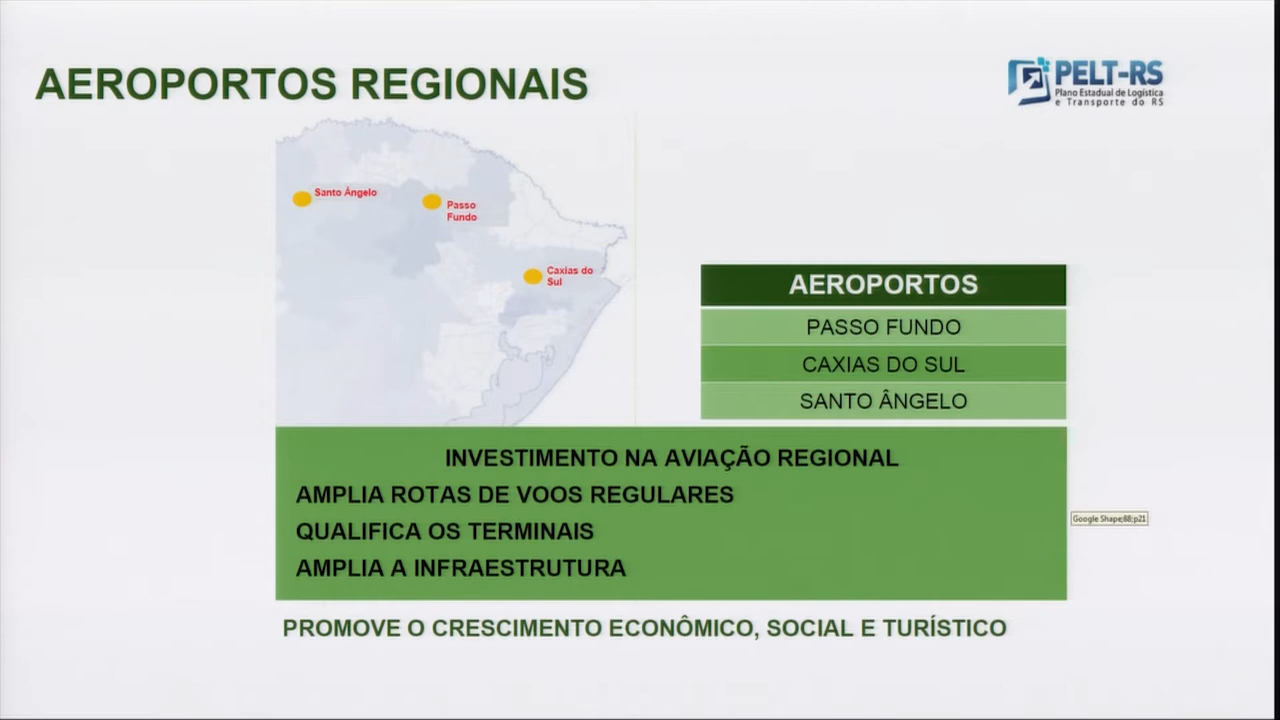 AEROPORTOS REGIONAIS
PELT-RS
Plano Estadual de Logística
e Transporte do RS
Santo Ângelo
Passo
Fundo
Caxias do
Sul
AEROPORTOS
PASSO FUNDO
CAXIAS DO SUL
SANTO ÂNGELO
INVESTIMENTO NA AVIAÇÃO REGIONAL
AMPLIA ROTAS DE VOOS REGULARES
QUALIFICA OS TERMINAIS
AMPLIA A INFRAESTRUTURA
Google Shape;88;p21
PROMOVE O CRESCIMENTO ECONÔMICO, SOCIAL E TURÍSTICO